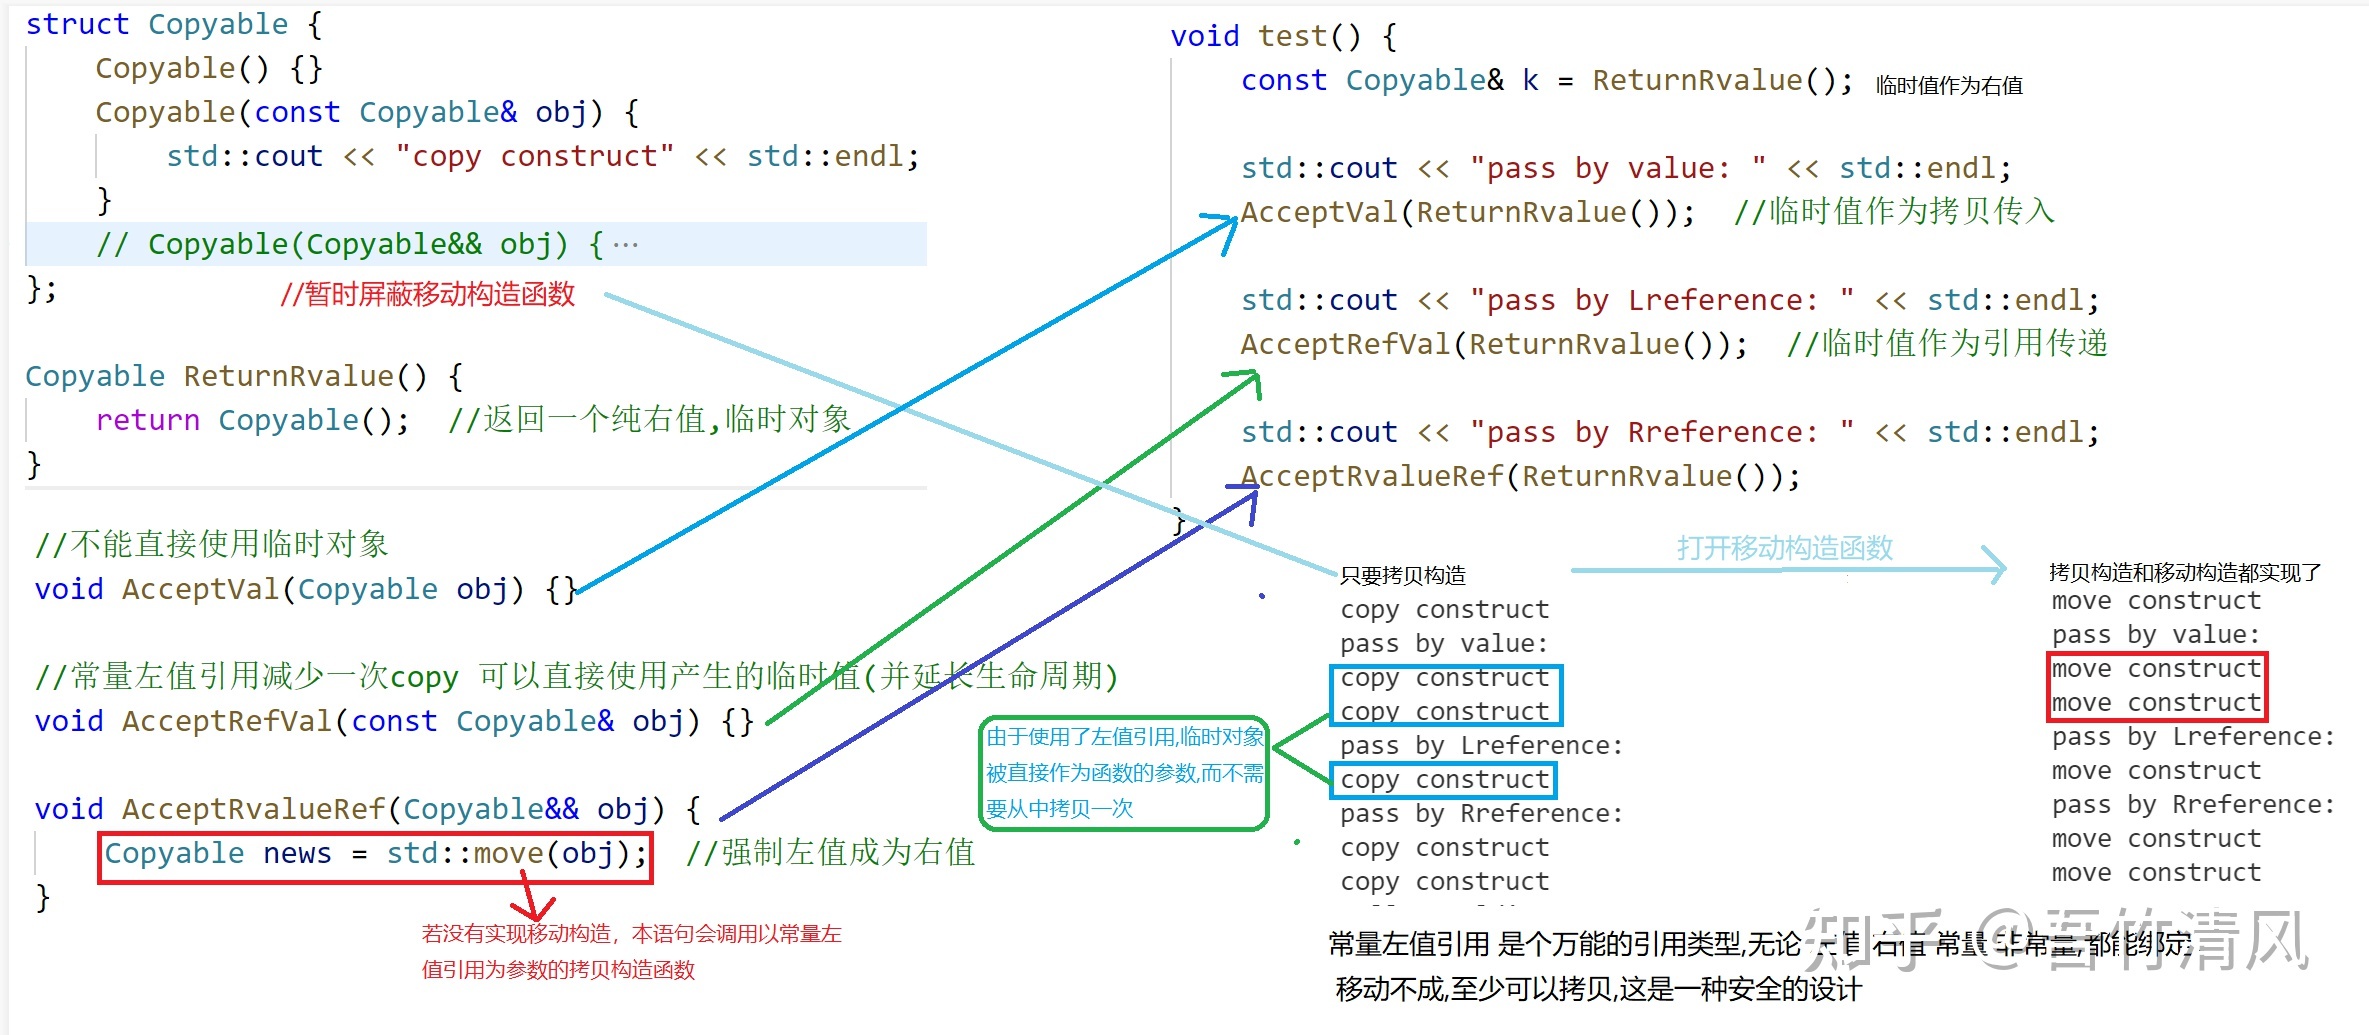 struct Copyable {
Copyable() {}
Copyable(const Copyable& obj) {
std::cout << "copy construct" << std::endl;
}
// Copyable(Copyable&& obj) {···
};
//暂时屏蔽移动构造函数
Copyable ReturnRvalue() {
return Copyable(); //返回一个纯右值,临时对象
}
//不能直接使用临时对象
void AcceptVal(Copyable obj) {}
//常量左值引用减少一次copy 可以直接使用产生的临时值(并延长生命周期)
void AcceptRefVal(const Copyable& obj) {}
void AcceptRvalueRef(Copyable&& obj) {
Copyable news = std::move(obj); //强制左值成为右值
}
若没有实现移动构造，本语句会调用以常量左
值引用为参数的拷贝构造函数
void test() {
const Copyable& k = ReturnRvalue(); 临时值作为右值
std::cout << "pass by value: " << std::endl;
AcceptVal(ReturnRvalue()); //临时值作为拷贝传入
std::cout << "pass by Lreference: " << std::endl;
AcceptRefVal(ReturnRvalue()); //临时值作为引用传递
std::cout << "pass by Rreference: " << std::endl;
AcceptRvalueRef(ReturnRvalue());
}
由于使用了左值引用,临时对象
被直接作为函数的参数,而不需
要从中拷贝一次
只要拷贝构造
copy construct
pass by value:
copy construct
copy construct
pass by Lreference:
copy construct
pass by Rreference:
copy construct
copy construct
打开移动构造函数
拷贝构造和移动构造都实现了
move construct
pass by value:
move construct
move construct
pass by Lreference:
move construct
pass by Rreference:
move construct
move construct
常量左值引用 是个万能的引用类型,无论 左值 右值 常量 非常量,都能绑定
移动不成,至少可以拷贝,这是一种安全的设计
知乎 @吾竹清风